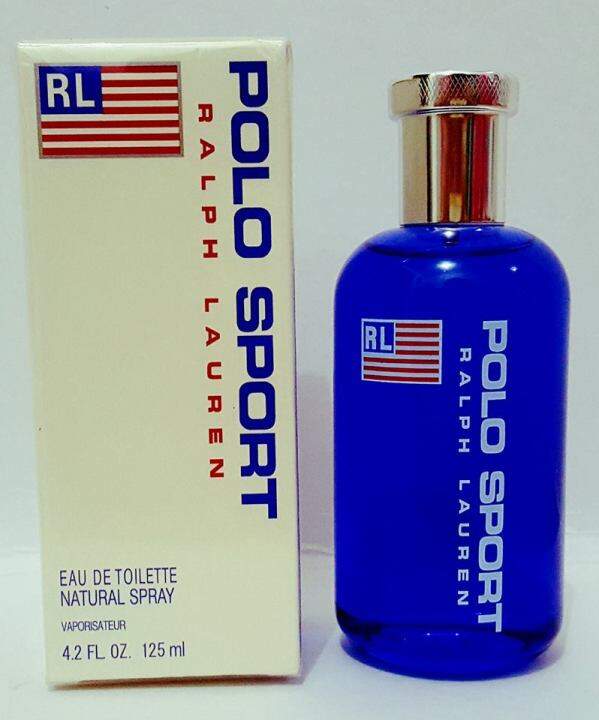 RL
POLO SPORT
RALPH LAUREN
EAU DE TOILETTE
NATURAL SPRAY
VAPORISATEUR
4.2 FL. OZ. 125 ml
RL
POLO SPORT
RALPH LAUREN